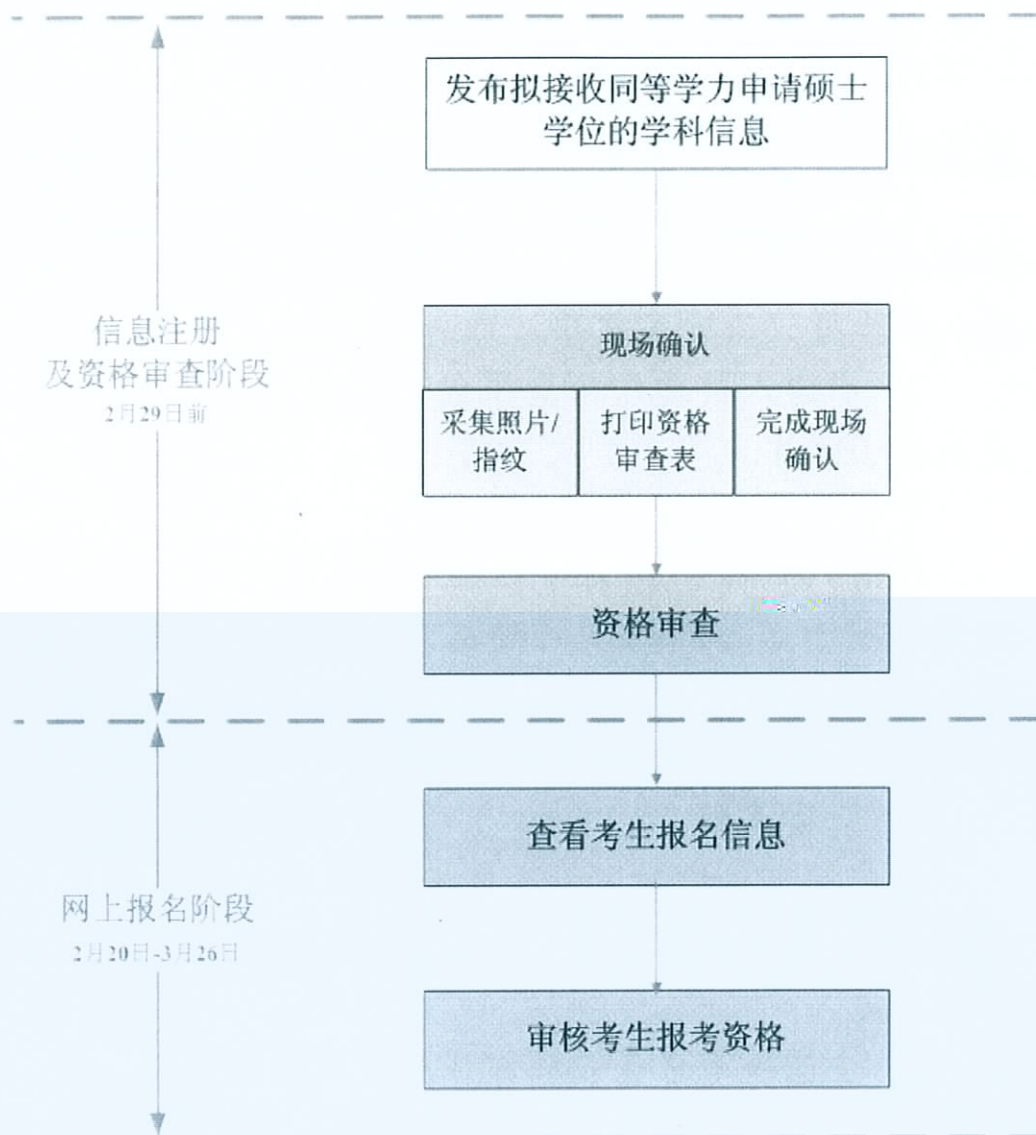 发布拟接收同等学力申请硕士
学位的学科信息
信息注册
及资格审查阶段
2月29日前
现场确认
采集照片/
指纹
打印资格
审查表
完成现场
确认
资格审查
查看考生报名信息
网上报名阶段
2月20日-3月26日
审核考生报考资格